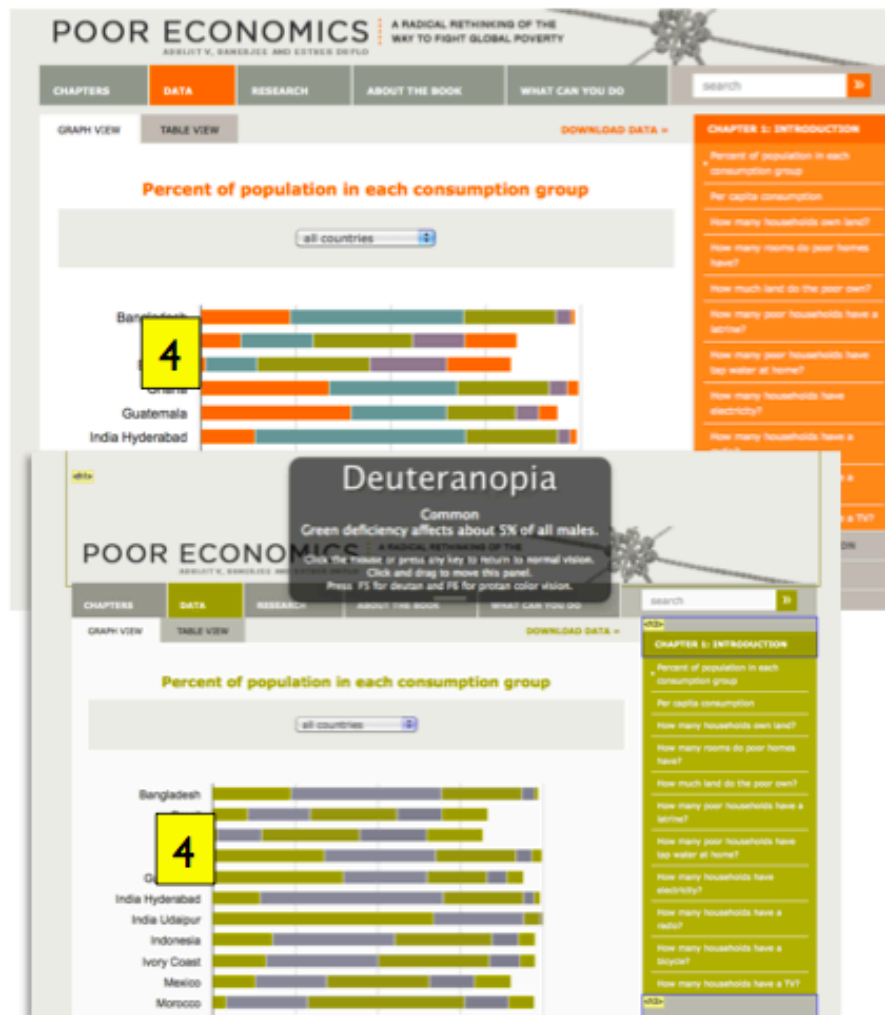 POOR ECONOMICS
A RADICAL RETHINKING OF THE
WAY TO FIGHT GLOBAL POVERTY
ABHIJIT V. BANERJEE AND ESTHER DUFLO
CHAPTERS
DATA
RESEARCH
ABOUT THE BOOK
WHAT CAN YOU DO
search
»
GRAPH VIEW
TABLE VIEW
DOWNLOAD DATA »
CHAPTER 1: INTRODUCTION
Percent of population in each
consumption group
Per capita consumption
How many households own land?
How many rooms do poor homes
have?
How much land do the poor own?
How many poor households have a
latrine?
How many poor households have
tap water at home?
How many households have
electricity?
How many households have a
Percent of population in each consumption group
all countries
Bangladesh
4
Ghana
Guatemala
India Hyderabad
<h1>
Deuteranopia
Common
Green deficiency affects about 5% of all males.
Click the mouse or press any key to return to normal vision.
Click and drag to move this panel.
Press F5 for deutan and F6 for protan color vision.
POOR ECONOMICS
A RADICAL RETHINKING OF THE
CHAPTERS
DATA
RESEARCH
ABOUT THE BOOK
WHAT CAN YOU DO
search
»
GRAPH VIEW
TABLE VIEW
DOWNLOAD DATA »
Percent of population in each consumption group
all countries
Bangladesh
4
India Hyderabad
India Udaipur
Indonesia
Ivory Coast
Mexico
Morocco
CHAPTER 1: INTRODUCTION
Percent of population in each
consumption group
Per capita consumption
How many households own land?
How many rooms do poor homes
have?
How much land do the poor own?
How many poor households have a
latrine?
How many poor households have
tap water at home?
How many households have
electricity?
How many households have a
radio?
How many households have a
bicycle?
How many households have a TV?